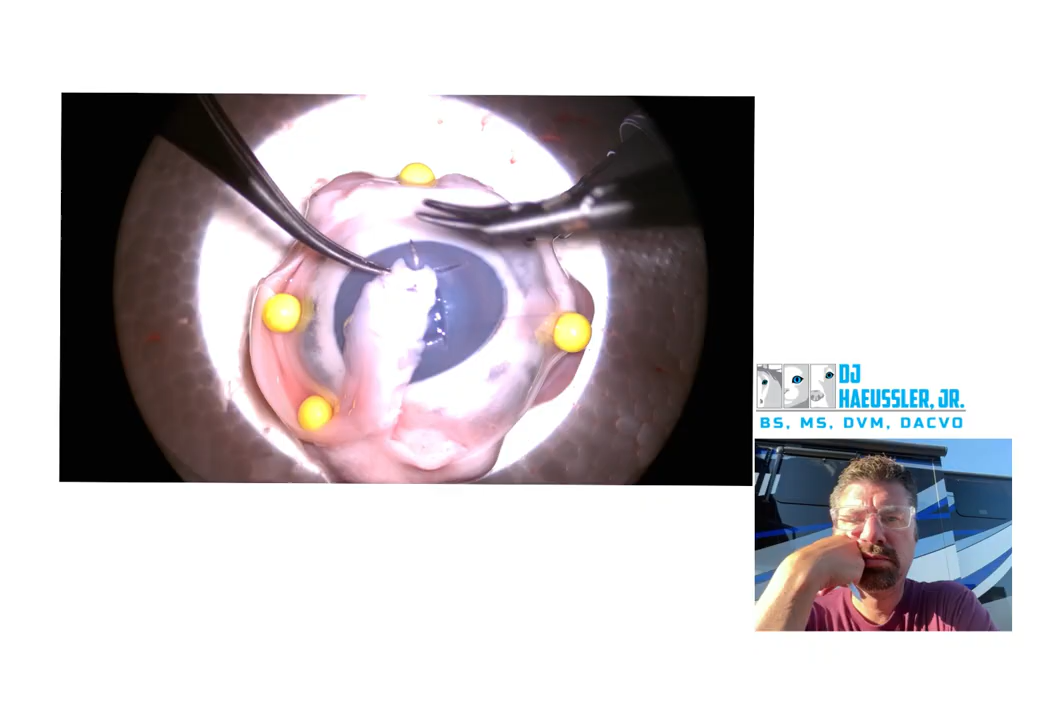 DJ
HAEUSSLER, JR.
BS, MS, DVM, DACVO